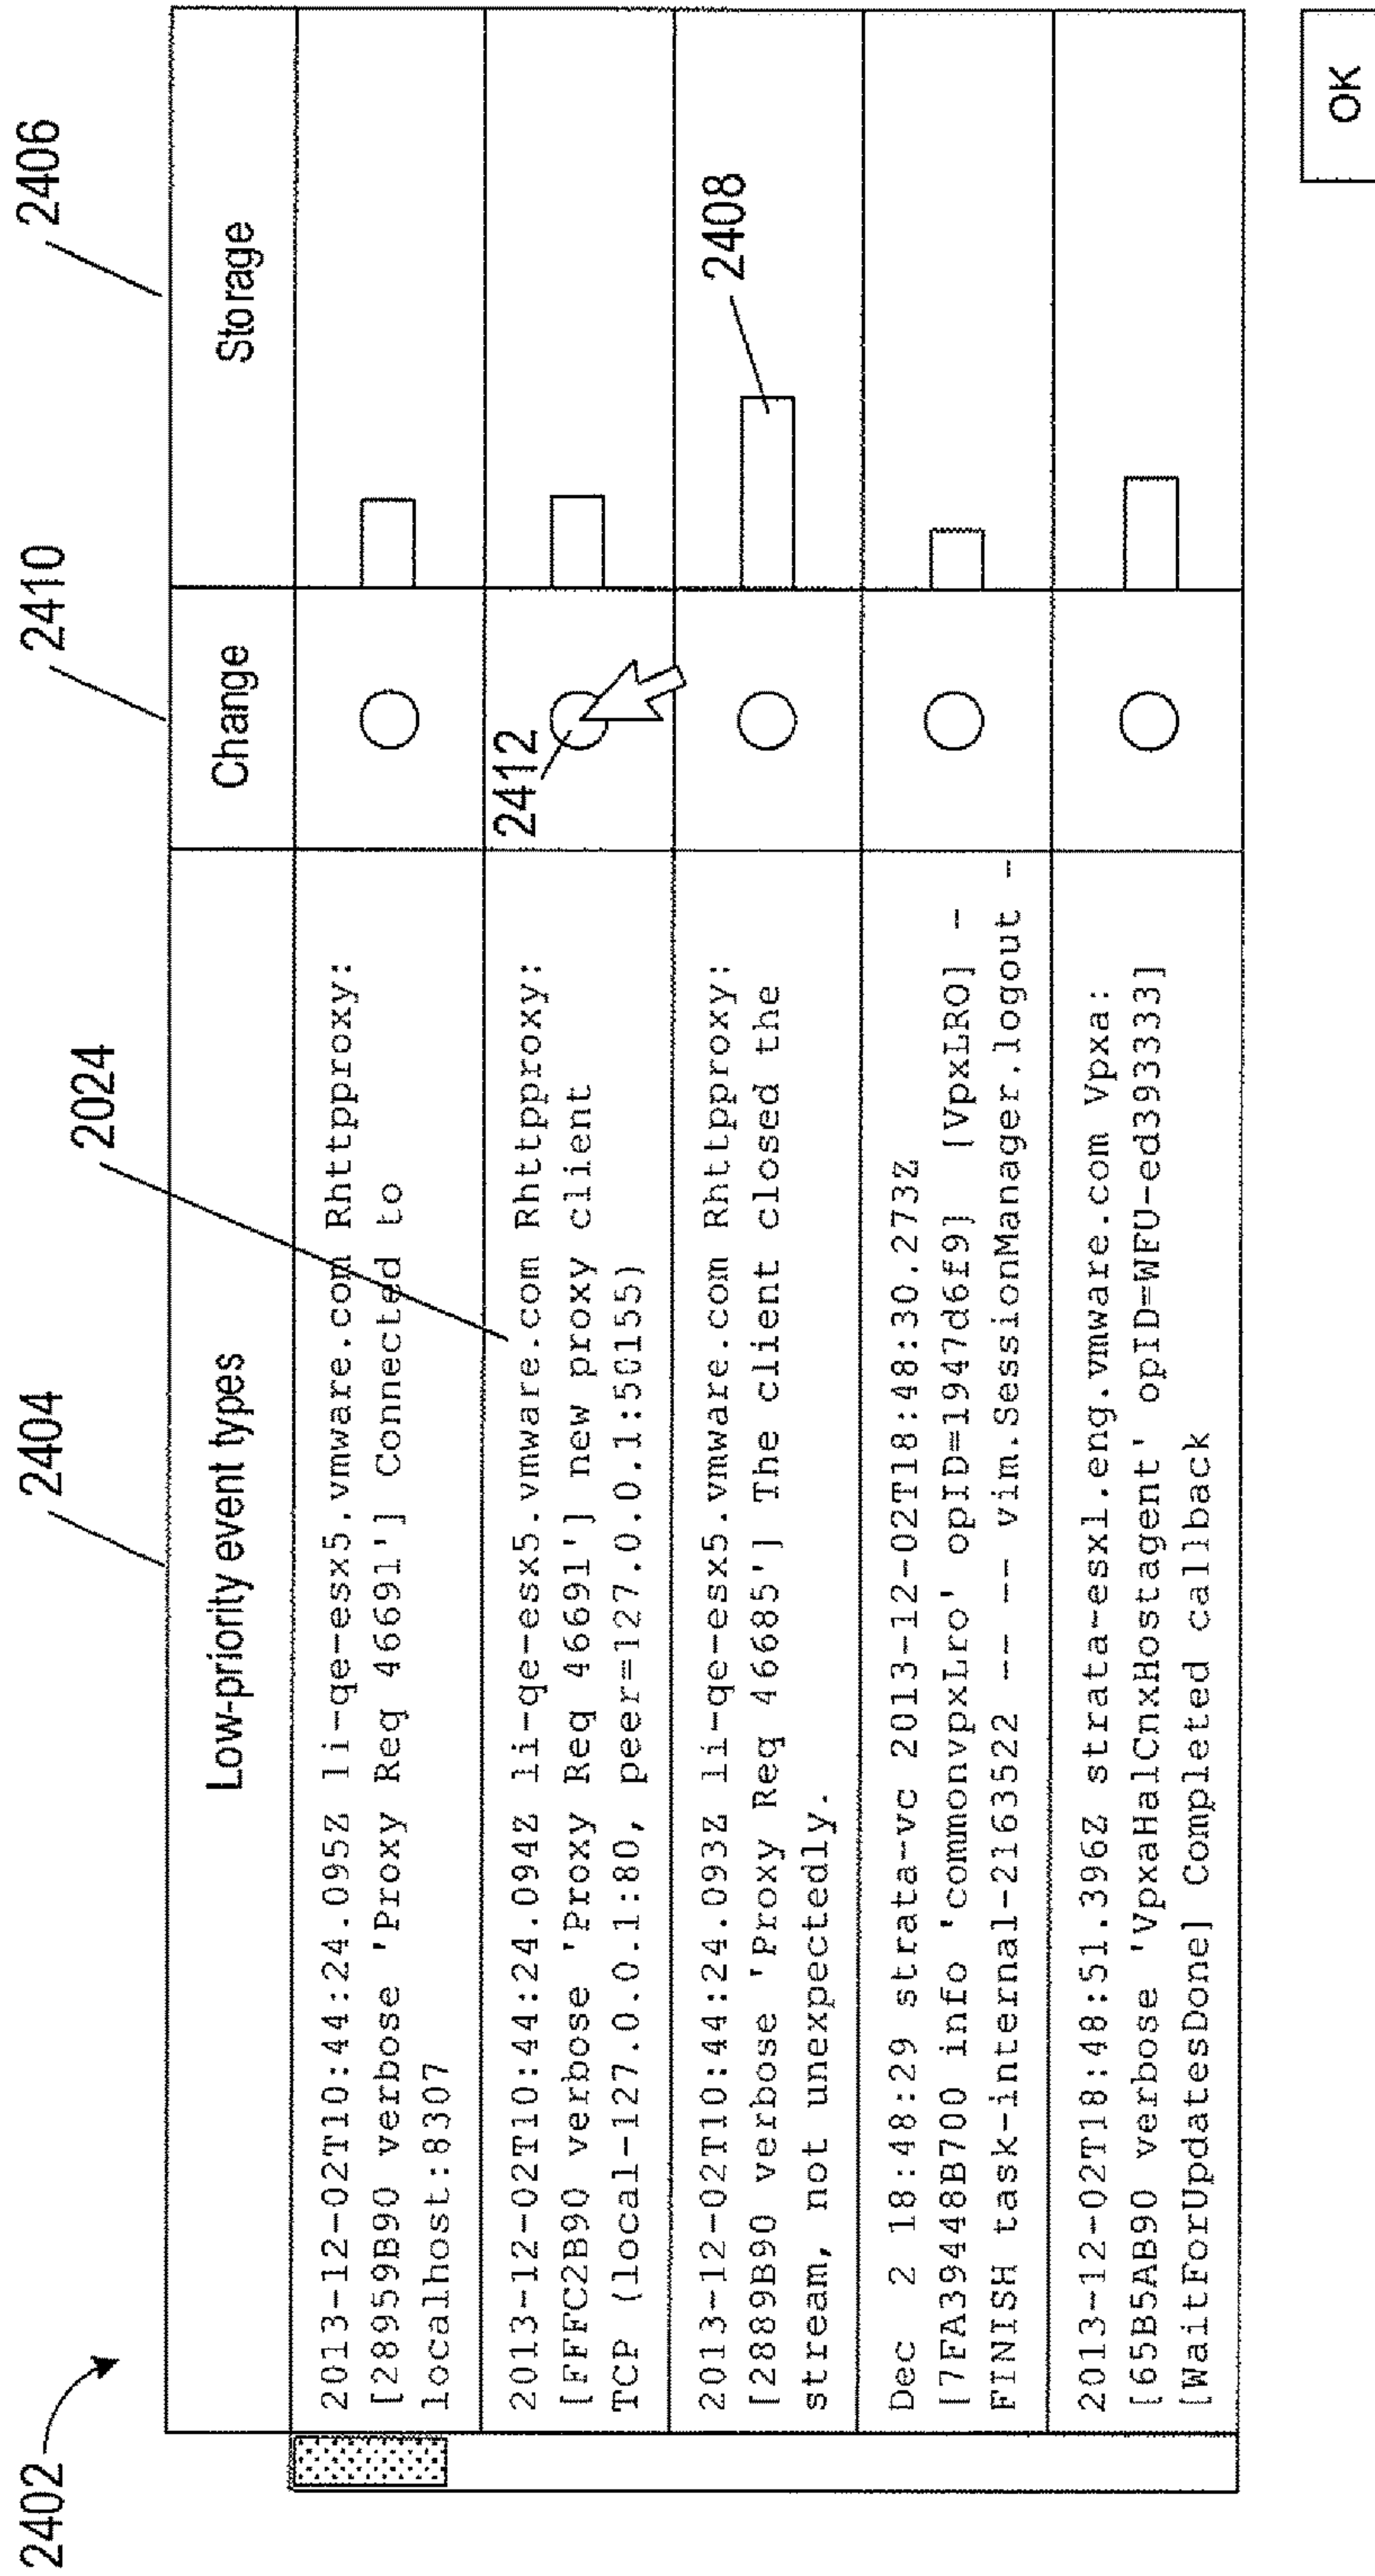 2402
2404
2024
2410
2406
Low-priority event types
Change
Storage
2013-12-02T10:44:24.095Z li-qe-esx5.vmware.com Rhttpproxy:
[28959B90 verbose 'Proxy Req 46691'] Connected to
localhost:8307
2013-12-02T10:44:24.094Z li-qe-esx5.vmware.com Rhttpproxy:
[FFFC2B90 verbose 'Proxy Req 46691'] new proxy client
TCP (local-127.0.0.1:80, peer=127.0.0.1:50155)
2412
2013-12-02T10:44:24.093Z li-qe-esx5.vmware.com Rhttpproxy:
[2889B90 verbose 'Proxy Req 46685'] The client closed the
stream, not unexpectedly.
2408
Dec 2 18:48:29 strata-vc 2013-12-02T18:48:30.273Z
[7FA39448B700 info 'commonvpxLro' opID=1947d6f9] [VpxLRO] -
FINISH task-internal-2163522 -- -- vim.SessionManager.logout -
2013-12-02T18:48:51.396Z strata-esx1.eng.vmware.com Vpxa:
[65B5AB90 verbose 'VpxaHalCnxHostagent' opID=WFU-ed393333]
[WaitForUpdatesDone] Completed callback
OK